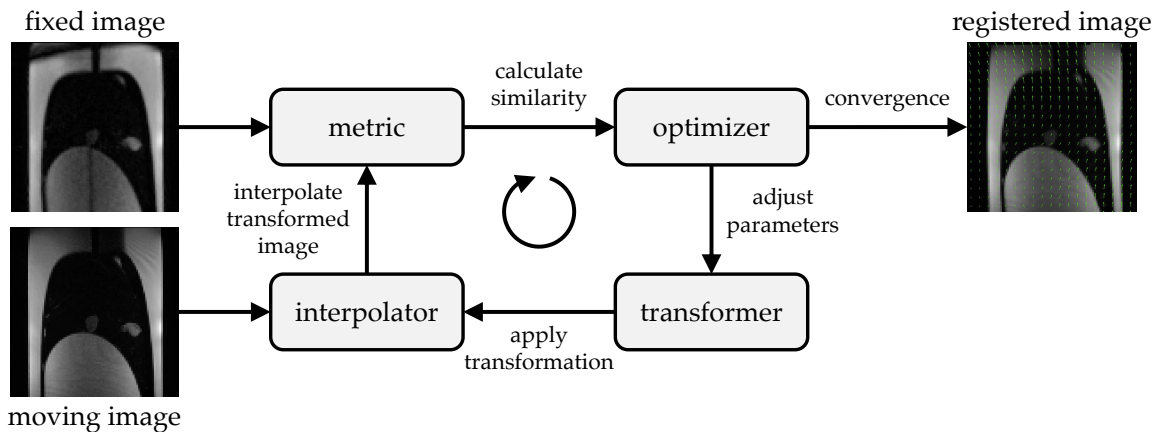 fixed image
registered image
calculate
similarity
convergence
metric
optimizer
interpolate
transformed
image
adjust
parameters
interpolator
transformer
apply
transformation
moving image